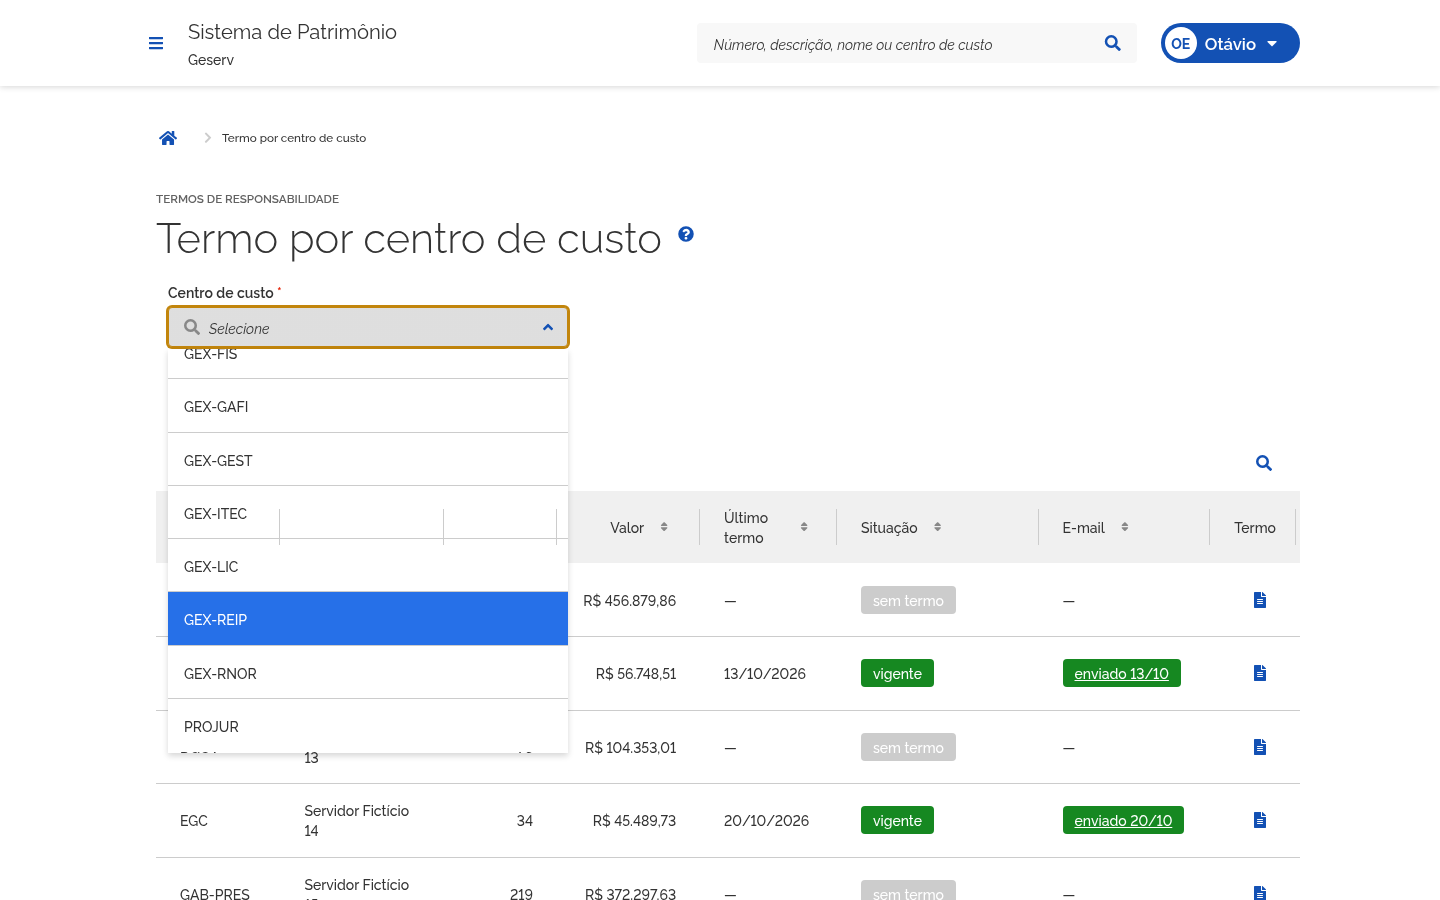 Sistema de Patrimônio
Geserv
Número, descrição, nome ou centro de custo
OE
Otávio
Termo por centro de custo
TERMOS DE RESPONSABILIDADE
Termo por centro de custo
Centro de custo *
Selecione
GEX-FIS
GEX-GAFI
GEX-GEST
GEX-ITEC
GEX-LIC
GEX-REIP
GEX-RNOR
PROJUR
Valor
Último termo
Situação
E-mail
Termo
R$ 456.879,86
—
sem termo
—
R$ 56.748,51
13/10/2026
vigente
enviado 13/10
13
R$ 104.353,01
—
sem termo
—
EGC
Servidor Fictício
14
34
R$ 45.489,73
20/10/2026
vigente
enviado 20/10
GAB-PRES
Servidor Fictício
219
R$ 372.297,63
—
sem termo
—